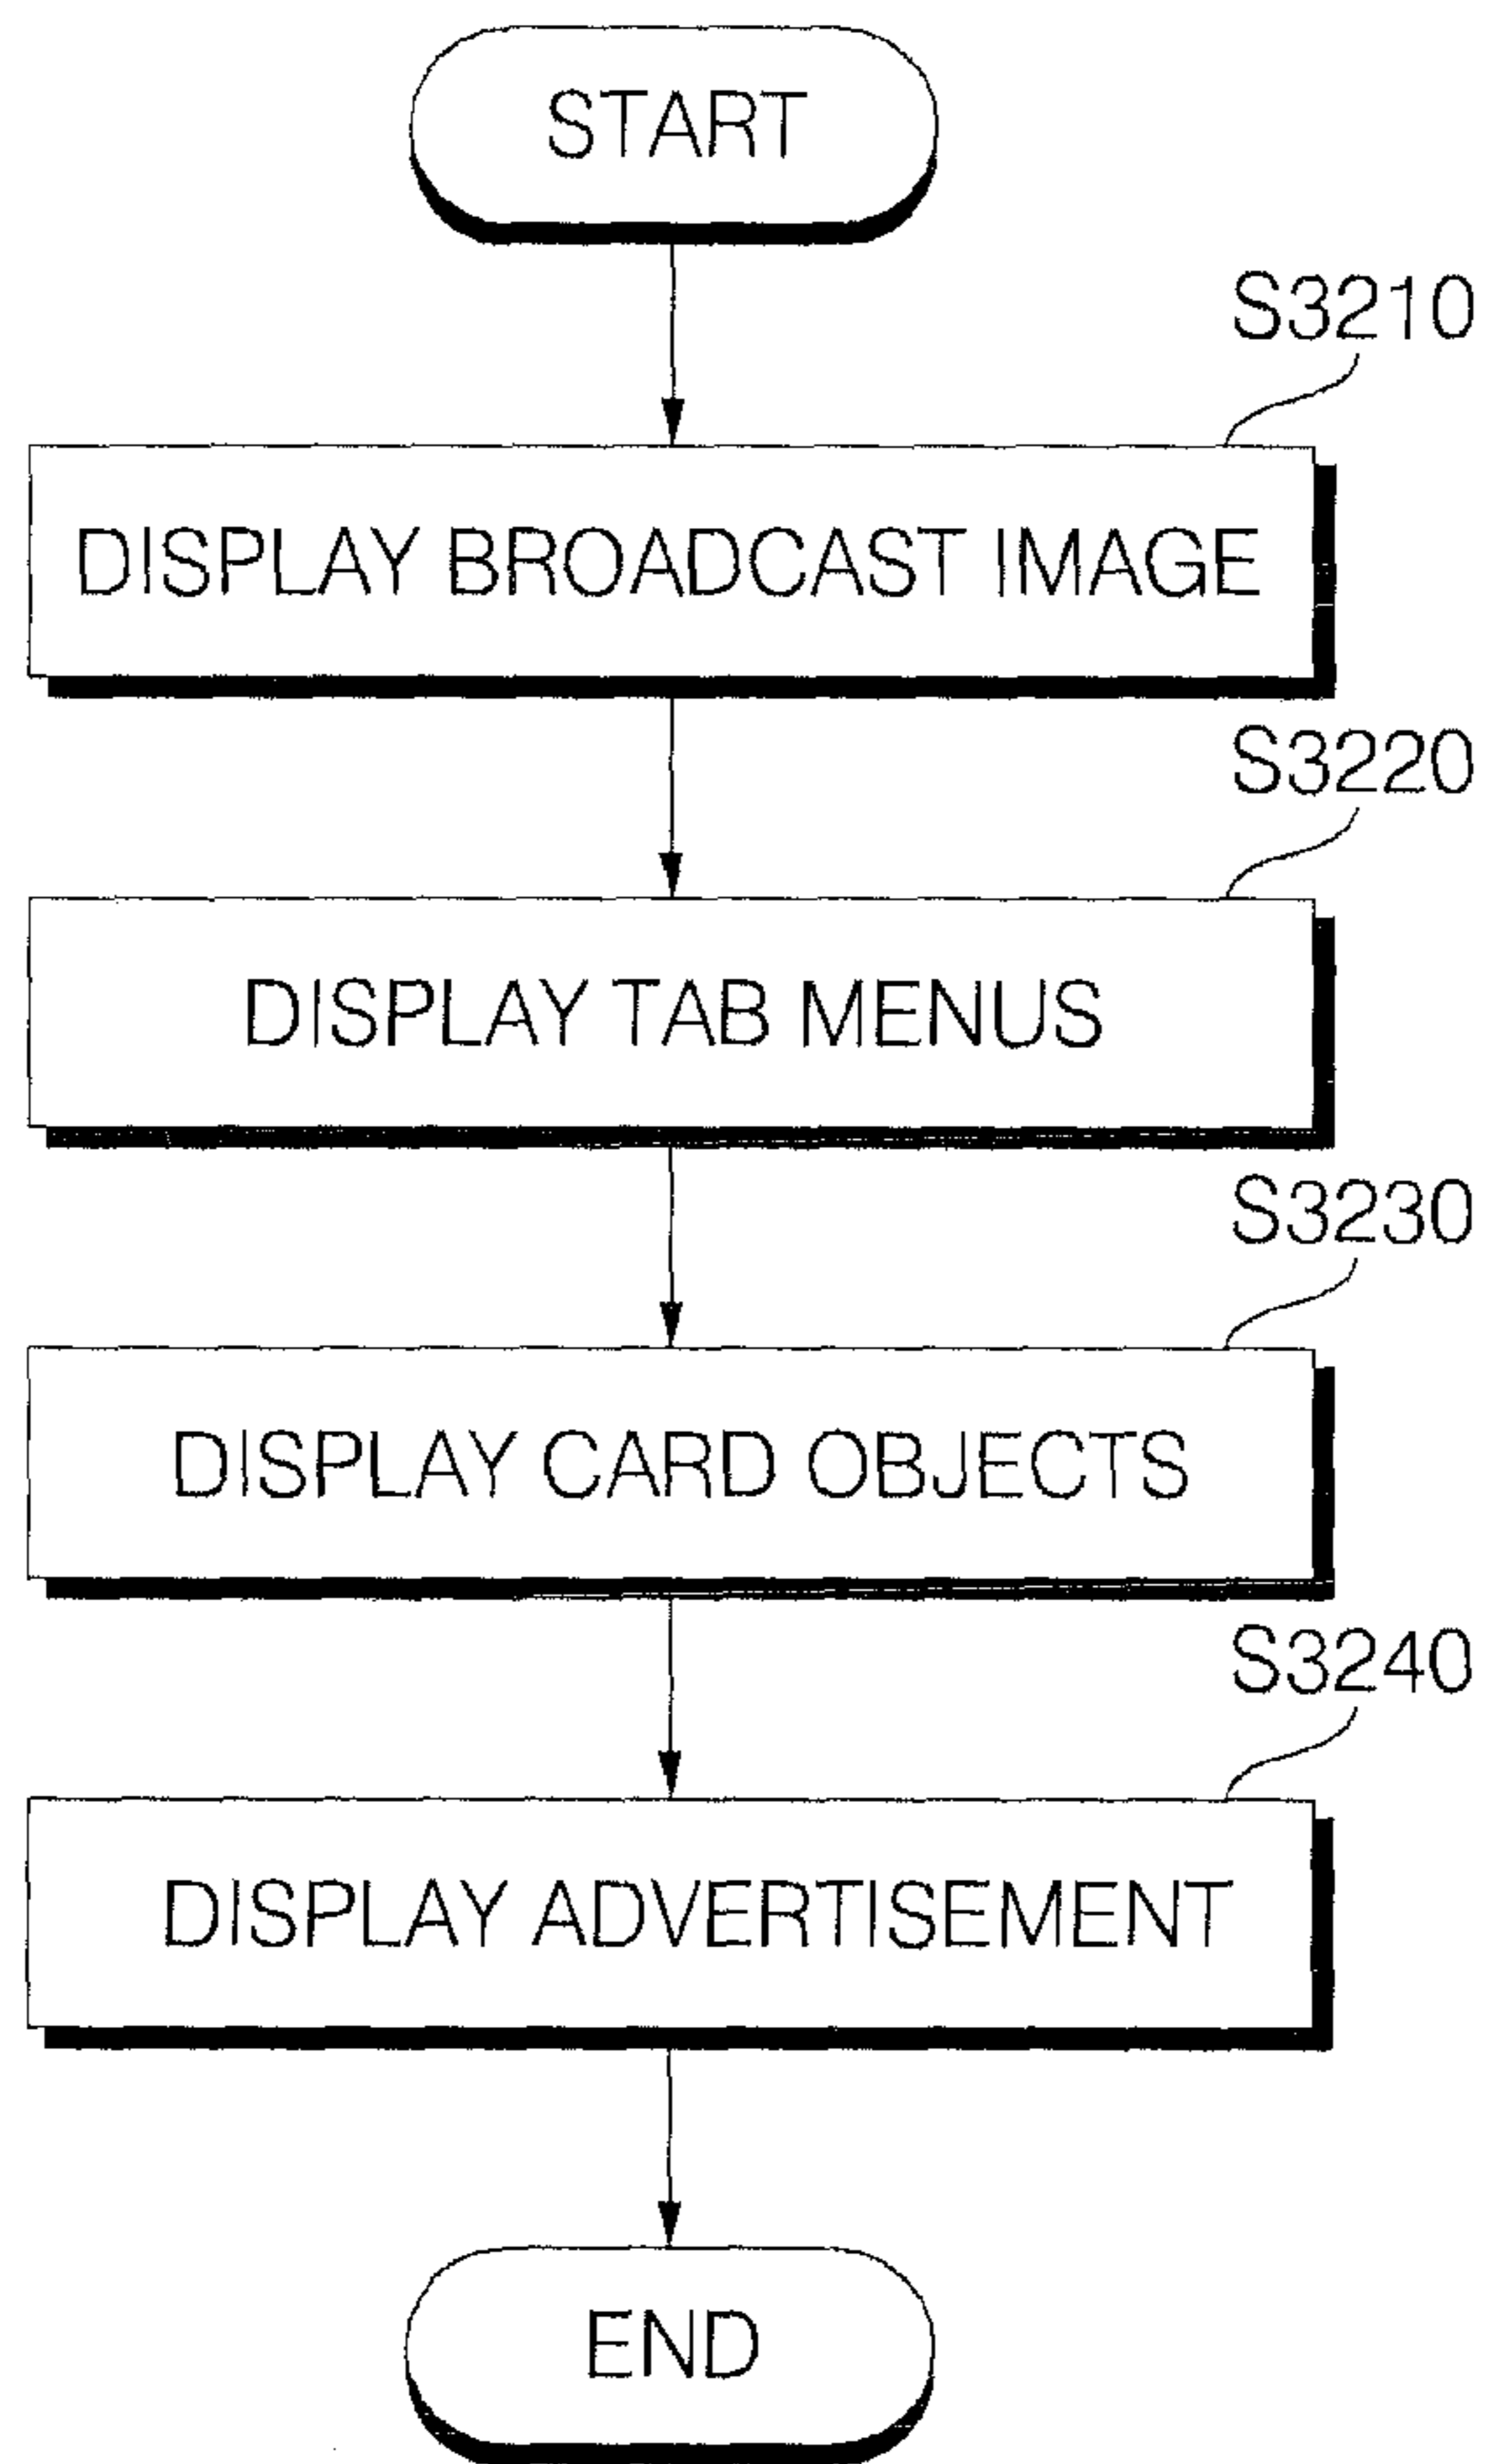 START
S3210
DISPLAY BROADCAST IMAGE
S3220
DISPLAY TAB MENUS
S3230
DISPLAY CARD OBJECTS
S3240
DISPLAY ADVERTISEMENT
END